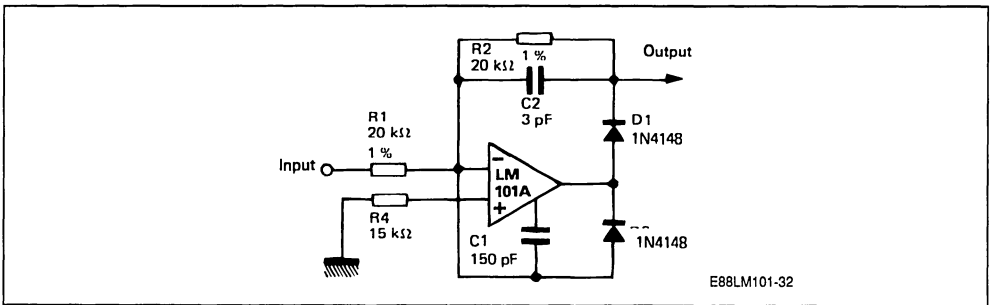 R2
20 kΩ
1 %
Output
C2
3 pF
R1
20 kΩ
1 %
D1
1N4148
Input
−
LM
101A
+
R4
15 kΩ
C1
150 pF
1N4148
E88LM101-32